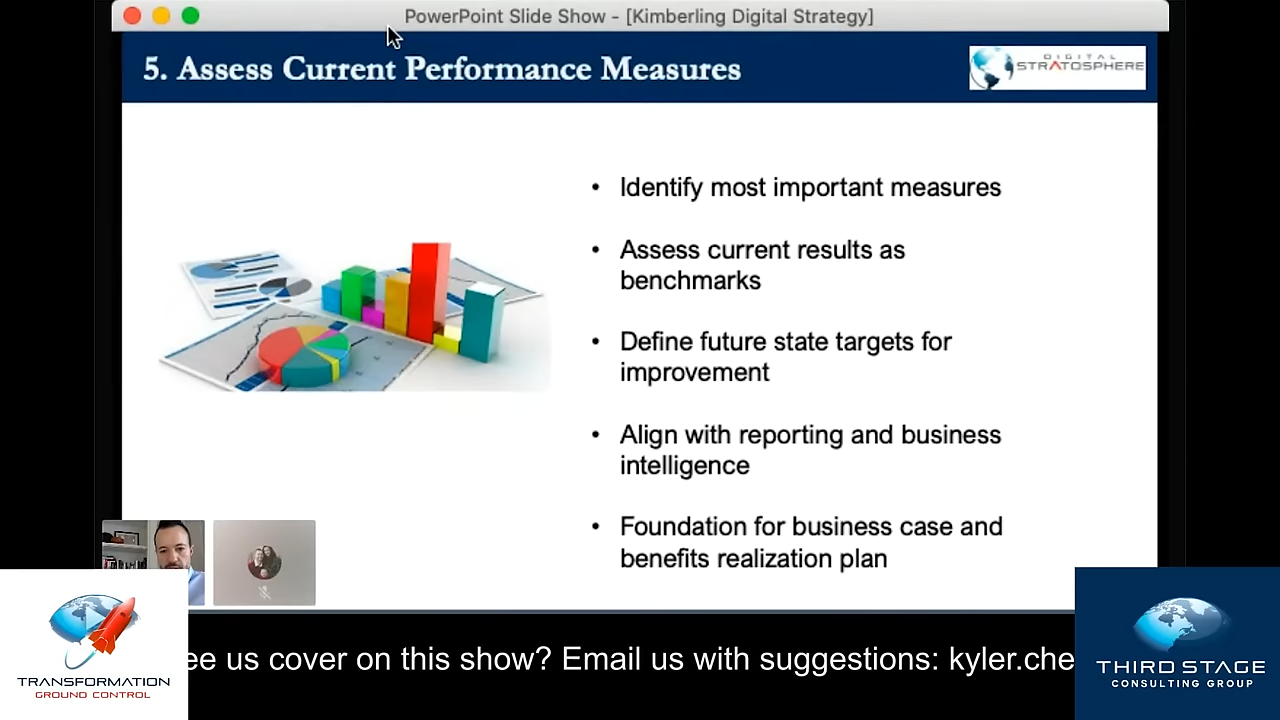 PowerPoint Slide Show - [Kimberling Digital Strategy]
5. Assess Current Performance Measures
DIGITAL
STRATOSPHERE
• Identify most important measures
• Assess current results as
benchmarks
• Define future state targets for
improvement
• Align with reporting and business
intelligence
• Foundation for business case and
benefits realization plan
ee us cover on this show? Email us with suggestions: kyler.che
TRANSFORMATION
GROUND CONTROL
THIRD STAGE
CONSULTING GROUP